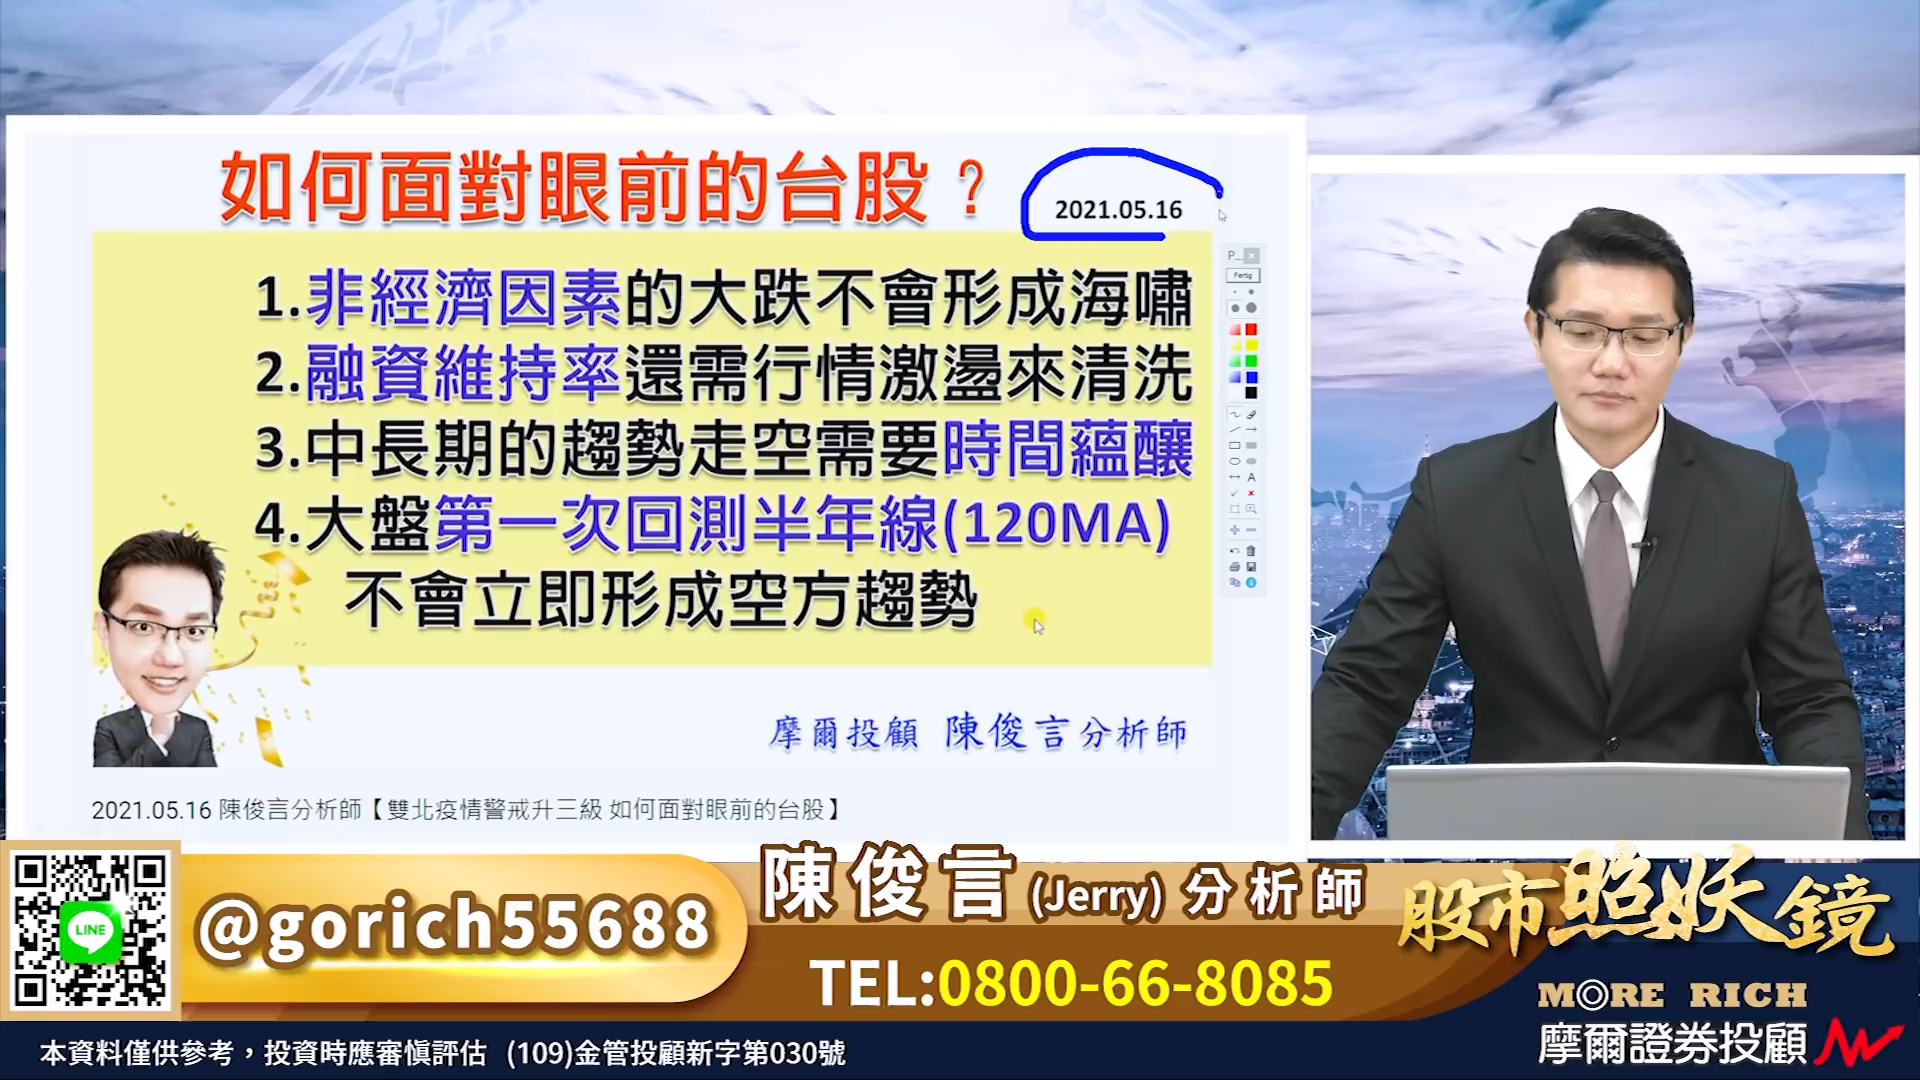 如何面對眼前的台股？
2021.05.16
1.非經濟因素的大跌不會形成海嘯
2.融資維持率還需行情激盪來清洗
3.中長期的趨勢走空需要時間蘊釀
4.大盤第一次回測半年線(120MA)
不會立即形成空方趨勢
摩爾投顧 陳俊言分析師
2021.05.16 陳俊言分析師【雙北疫情警戒升三級 如何面對眼前的台股】
P...
Fertig
A
LINE
@gorich55688
陳俊言(Jerry)分析師
TEL:0800-66-8085
股市照妖鏡
MORE RICH
摩爾證券投顧
本資料僅供參考，投資時應審慎評估 (109)金管投顧新字第030號